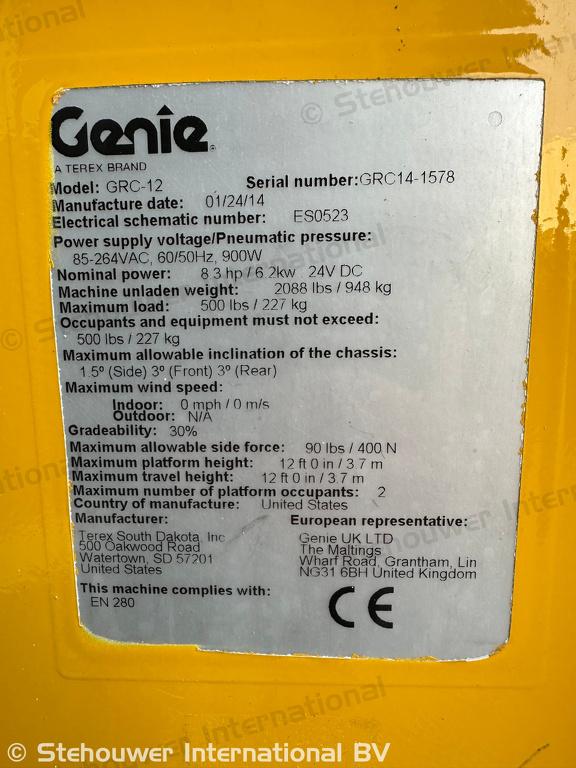 Genie
A TEREX BRAND
Model: GRC-12 Serial number:GRC14-1578
Manufacture date: 01/24/14
Electrical schematic number: ES0523
Power supply voltage/Pneumatic pressure:
85-264VAC, 60/50Hz, 900W
Nominal power: 8.3 hp / 6.2kw 24V DC
Machine unladen weight: 2088 lbs / 948 kg
Maximum load: 500 lbs / 227 kg
Occupants and equipment must not exceed:
500 lbs / 227 kg
Maximum allowable inclination of the chassis:
1.5º (Side) 3º (Front) 3º (Rear)
Maximum wind speed:
Indoor: 0 mph / 0 m/s
Outdoor: N/A
Gradeability: 30%
Maximum allowable side force: 90 lbs / 400 N
Maximum platform height: 12 ft 0 in / 3.7 m
Maximum travel height: 12 ft 0 in / 3.7 m
Maximum number of platform occupants: 2
Country of manufacture: United States
Manufacturer:
Terex South Dakota, Inc
500 Oakwood Road
Watertown, SD 57201
United States
European representative:
Genie UK LTD
The Maltings
Wharf Road, Grantham, Lin
NG31 6BH United Kingdom
This machine complies with:
EN 280
CE
© Stehouwer International BV